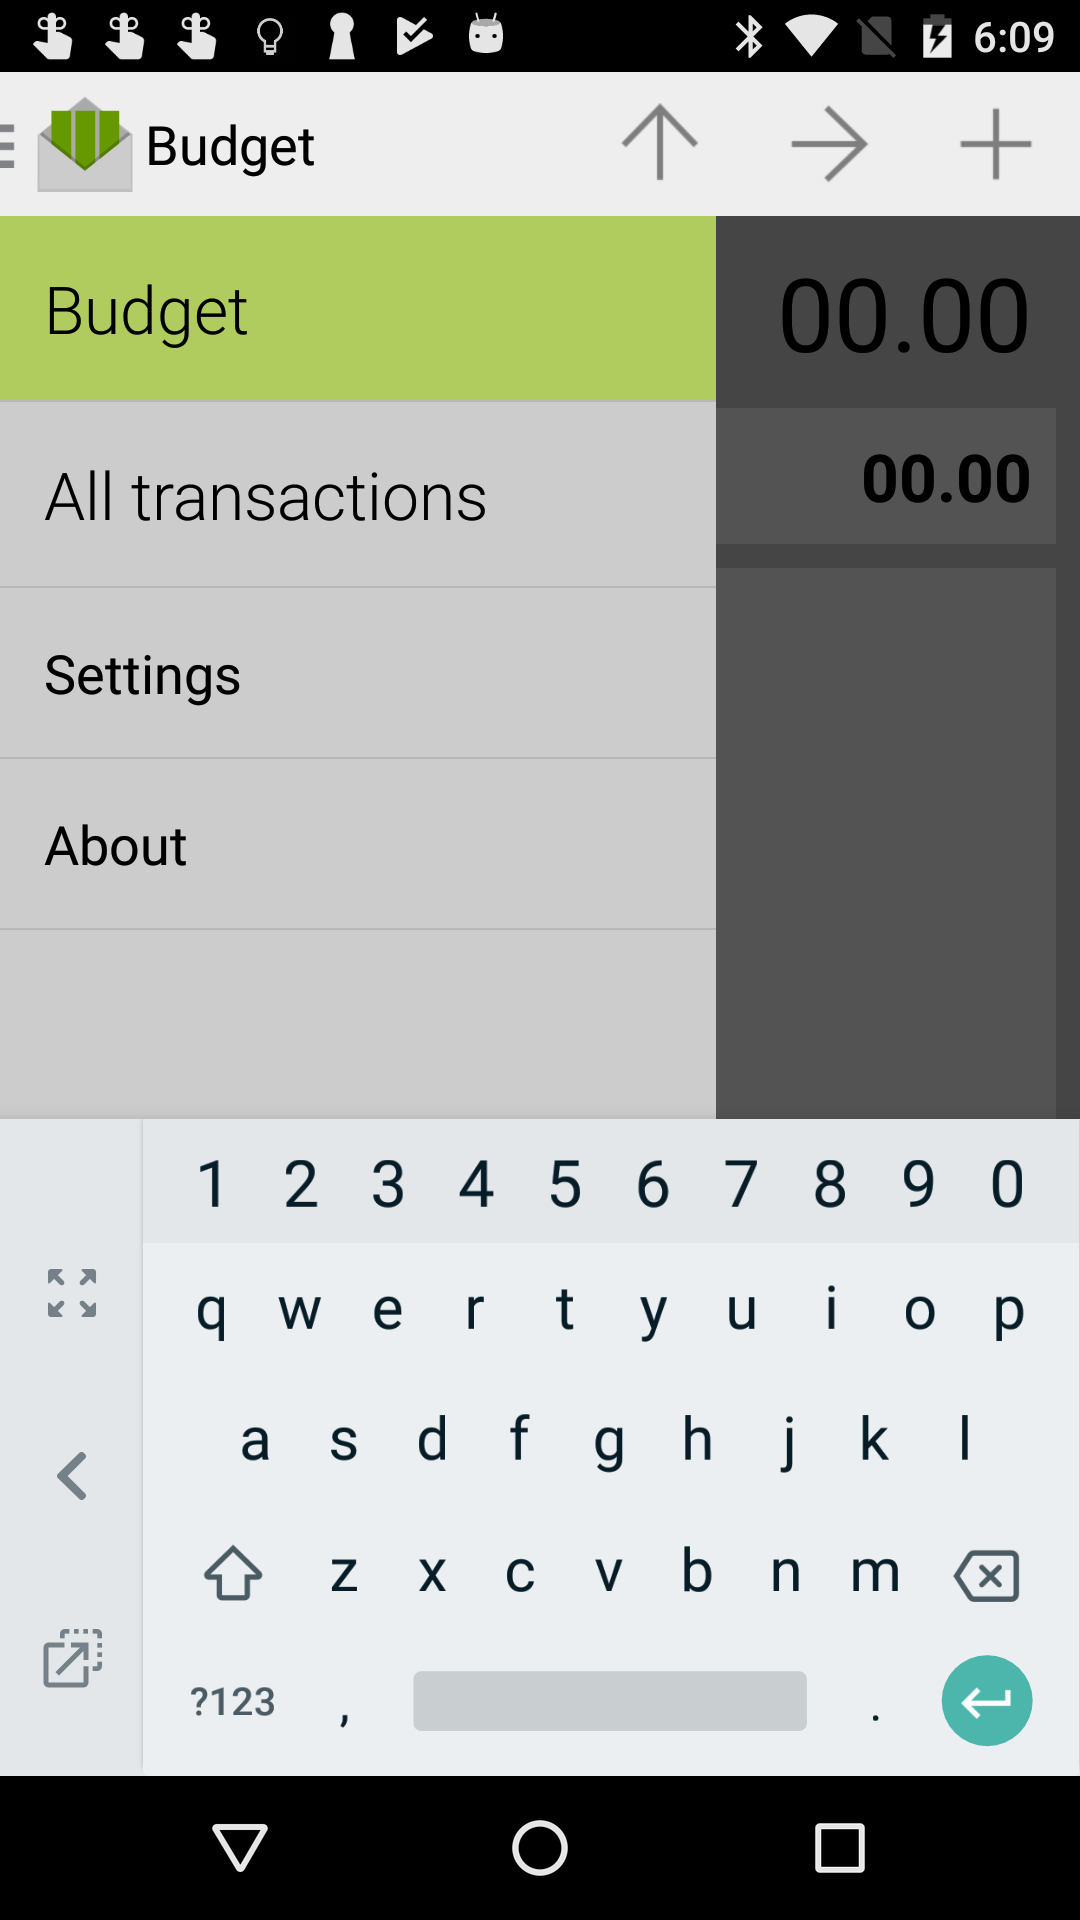 6:09
Budget
Budget
00.00
All transactions
00.00
Settings
About
1 2 3 4 5 6 7 8 9 0
q w e r t y u i o p
a s d f g h j k l
z x c v b n m
?123 , .